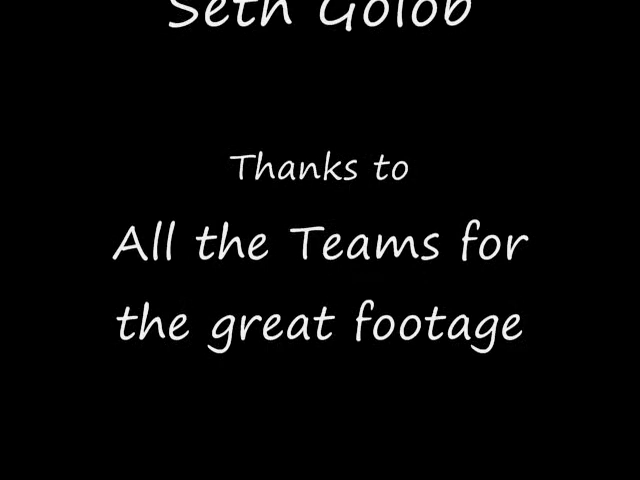 Seth Golob
Thanks to
All the Teams for
the great footage